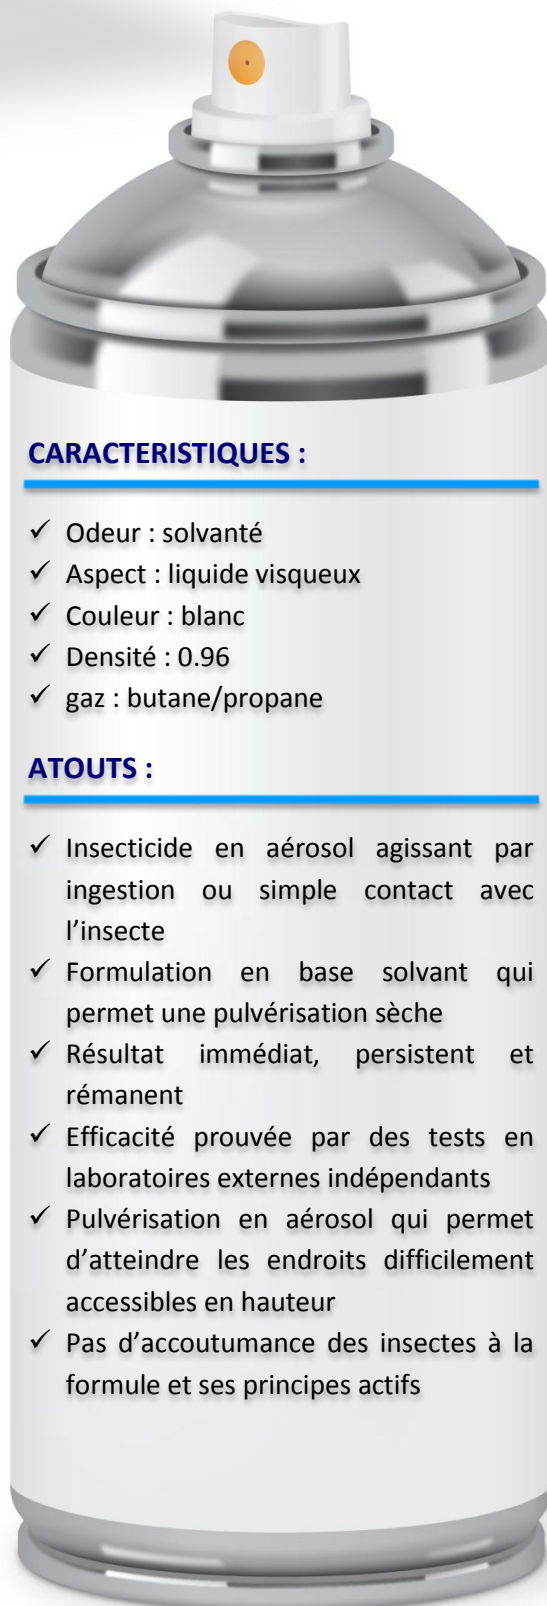 CARACTERISTIQUES :
✓ Odeur : solvanté
✓ Aspect : liquide visqueux
✓ Couleur : blanc
✓ Densité : 0.96
✓ gaz : butane/propane
ATOUTS :
✓ Insecticide en aérosol agissant par
ingestion ou simple contact avec
l’insecte
✓ Formulation en base solvant qui
permet une pulvérisation sèche
✓ Résultat immédiat, persistent et
rémanent
✓ Efficacité prouvée par des tests en
laboratoires externes indépendants
✓ Pulvérisation en aérosol qui permet
d’atteindre les endroits difficilement
accessibles en hauteur
✓ Pas d’accoutumance des insectes à la
formule et ses principes actifs